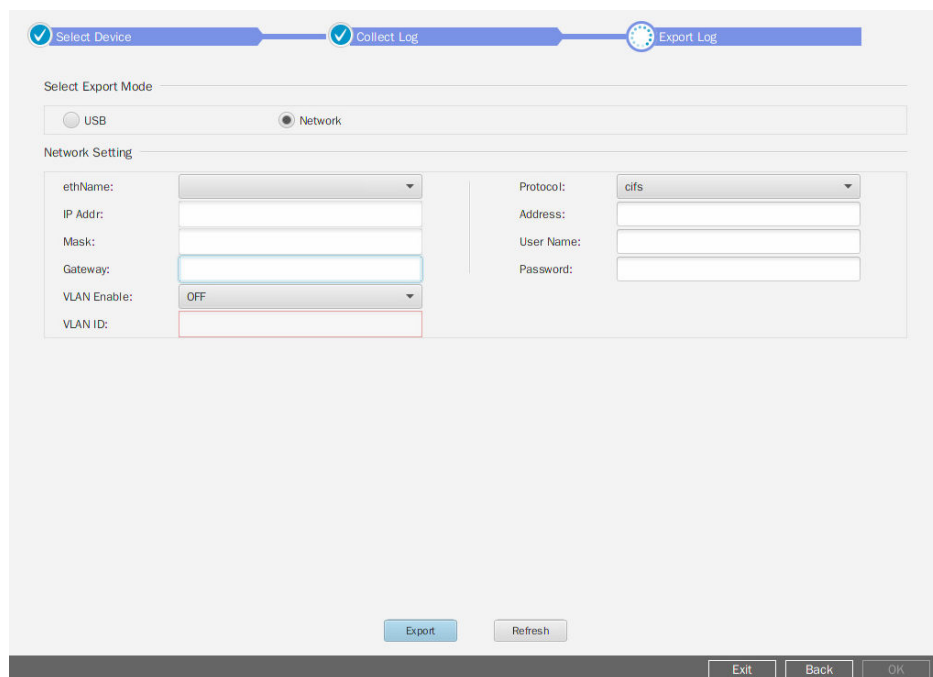 Select Device Collect Log Export Log
Select Export Mode
USB Network
Network Setting
ethName: Protocol: cifs
IP Addr: Address:
Mask: User Name:
Gateway: Password:
VLAN Enable: OFF
VLAN ID:
Export Refresh
Exit Back OK